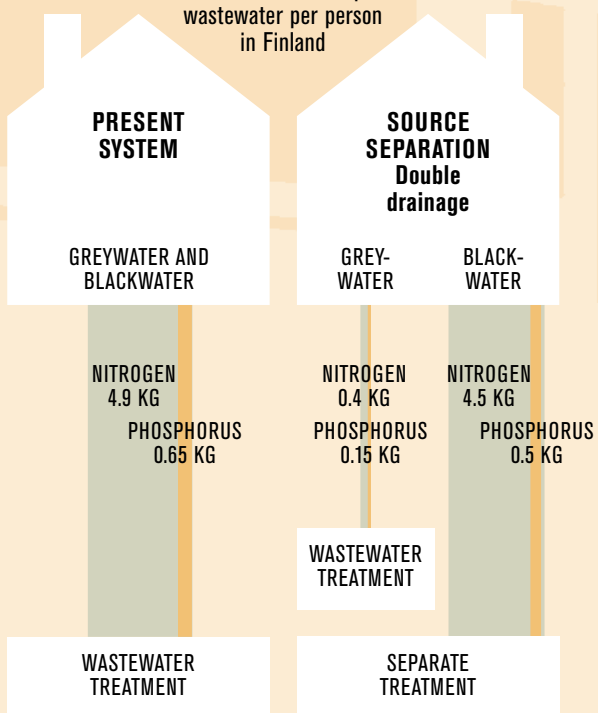 wastewater per person
in Finland
PRESENT
SYSTEM
GREYWATER AND
BLACKWATER
NITROGEN
4.9 KG
PHOSPHORUS
0.65 KG
WASTEWATER
TREATMENT
SOURCE
SEPARATION
Double
drainage
GREY-
WATER
NITROGEN
0.4 KG
PHOSPHORUS
0.15 KG
WASTEWATER
TREATMENT
BLACK-
WATER
NITROGEN
4.5 KG
PHOSPHORUS
0.5 KG
SEPARATE
TREATMENT